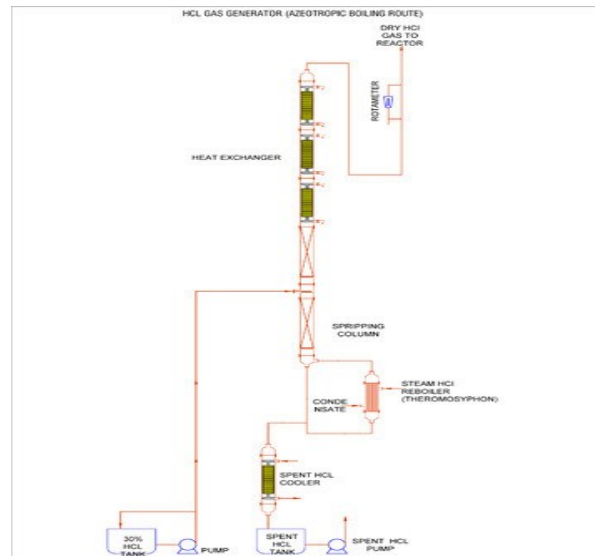 HCL GAS GENERATOR (AZEOTROPIC BOILING ROUTE)
DRY HCl
GAS TO
REACTOR
ROTAMETER
HEAT EXCHANGER
SPRIPPING
COLUMN
STEAM HCl
REBOILER
(THEROMOSYPHON)
CONDE
NSATE
SPENT HCL
COOLER
30%
HCL
TANK
PUMP
SPENT
HCL
TANK
SPENT HCL
PUMP